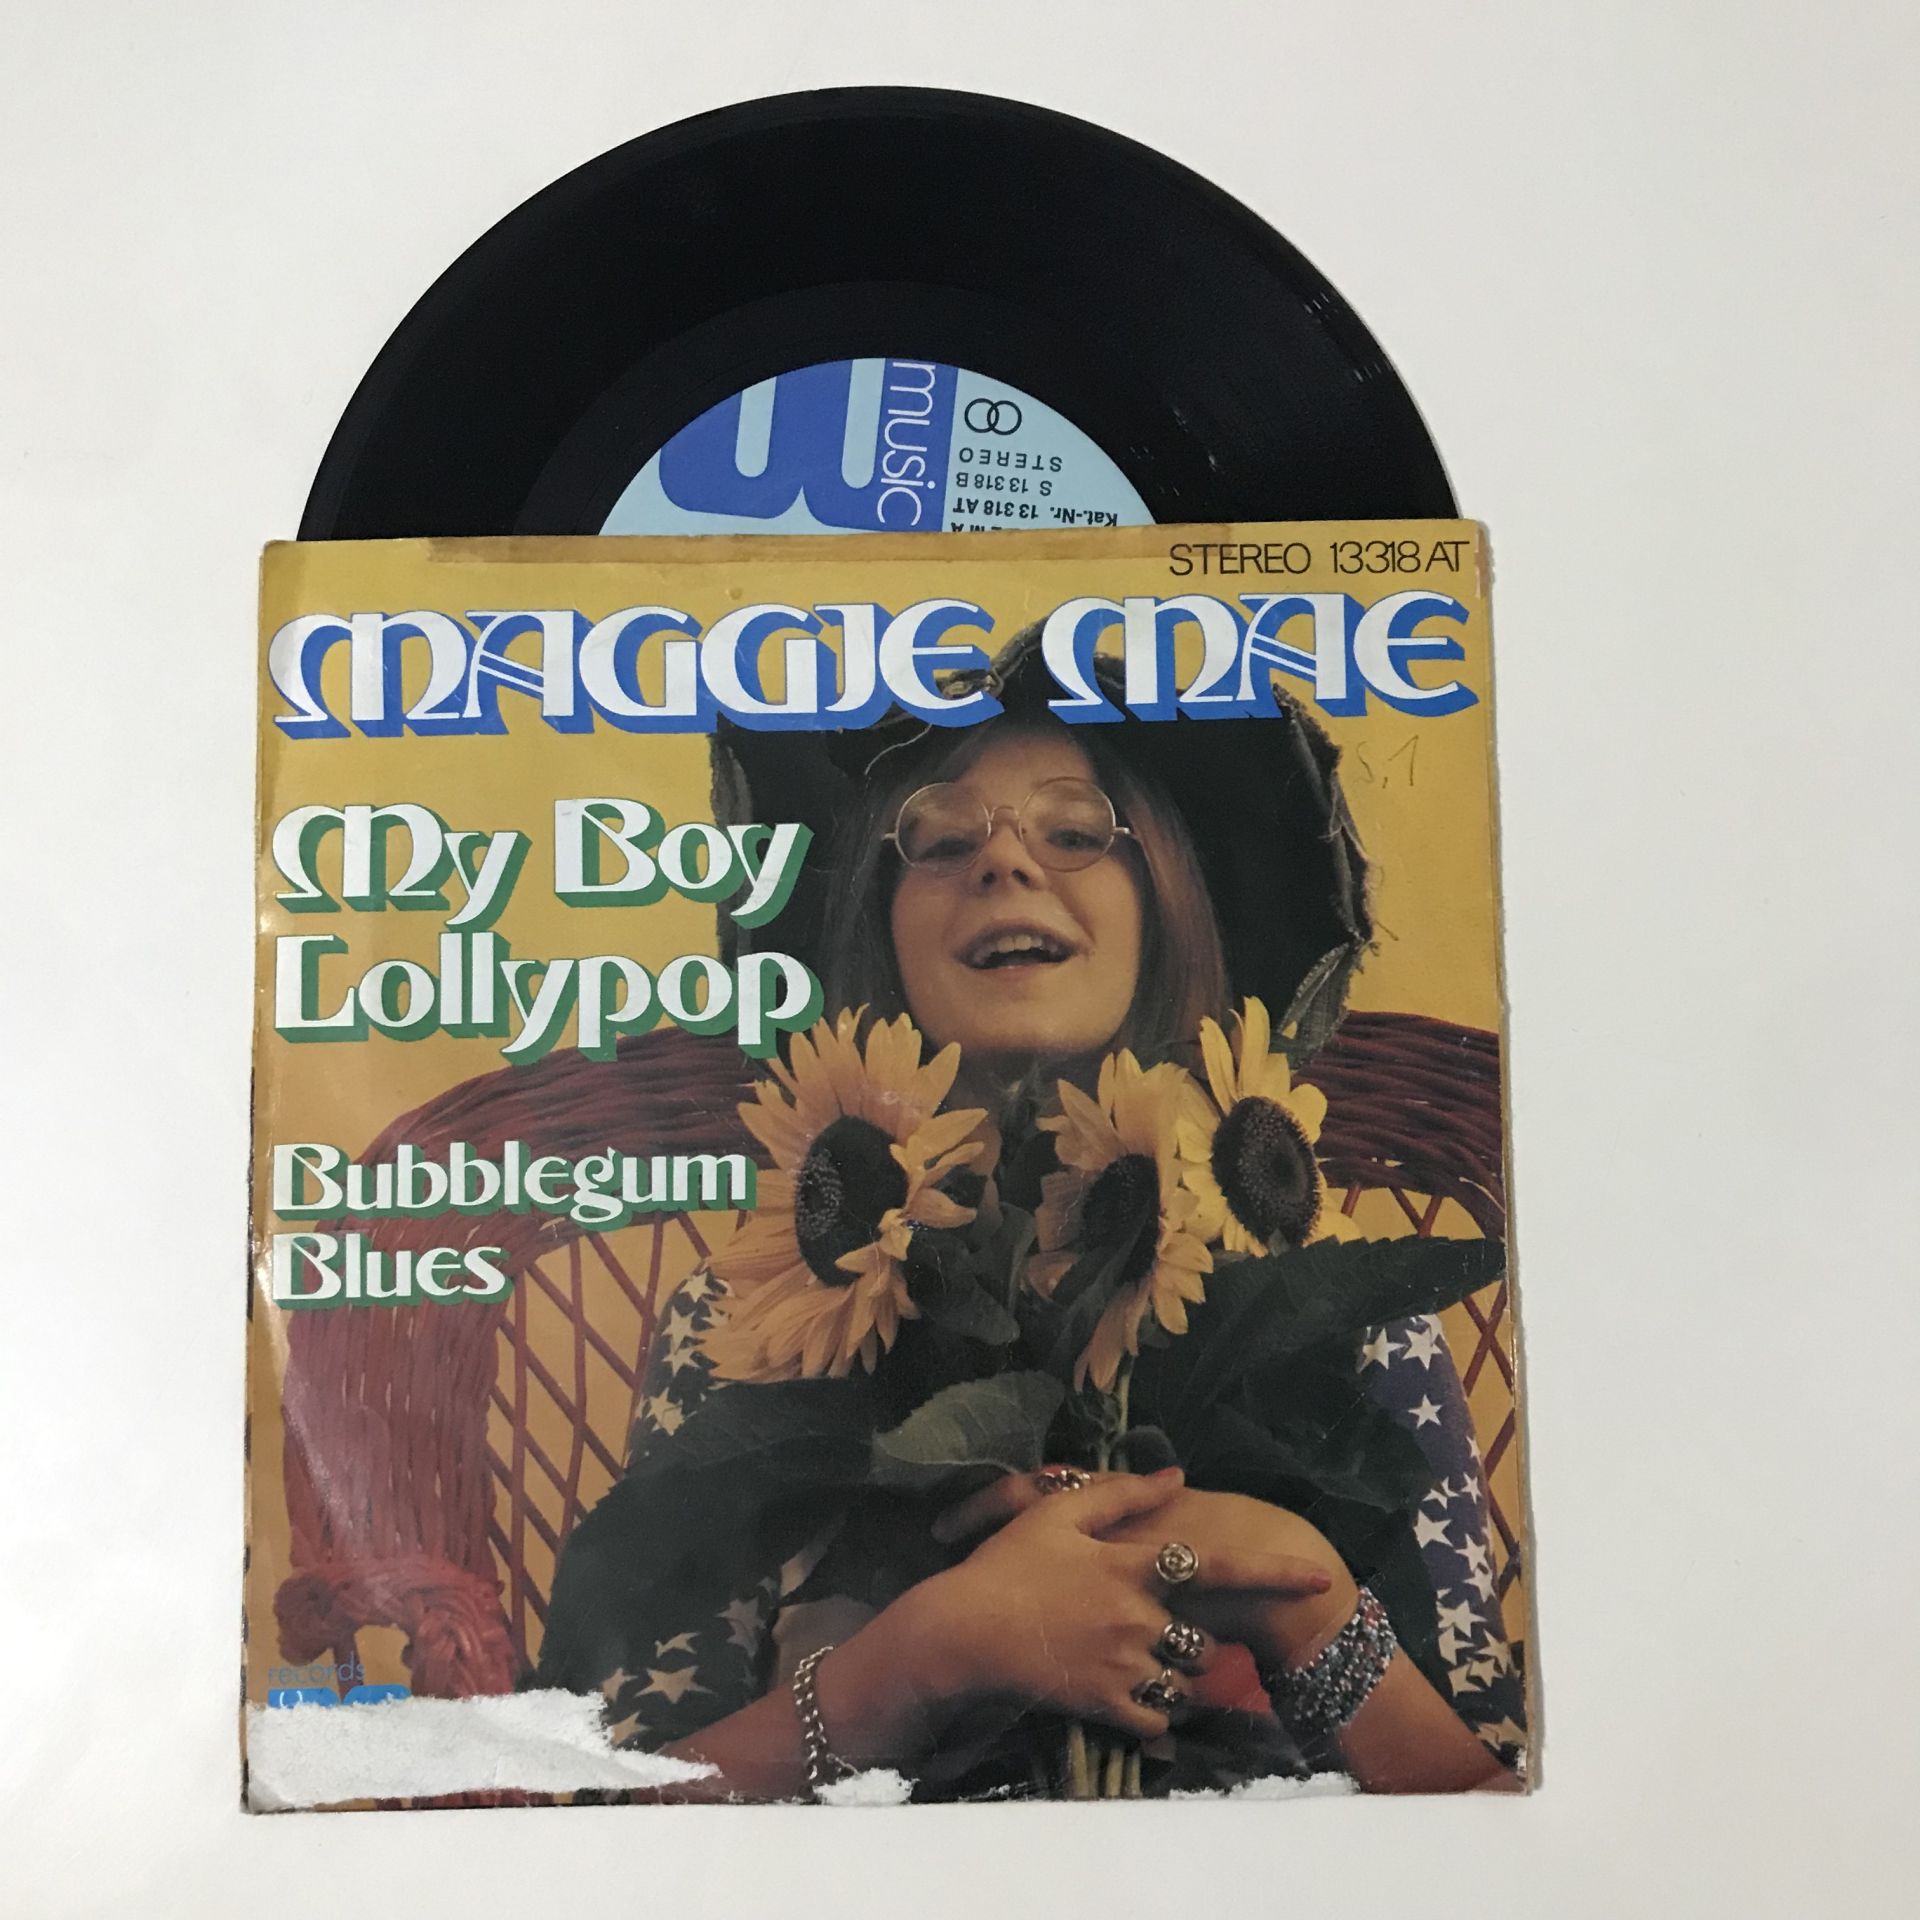 music
STEREO
S 13 318 B
Kat.-Nr. 13 318 AT
STEREO 13318 AT
MAGGIE MAE
My Boy
Lollypop
Bubblegum
Blues
records